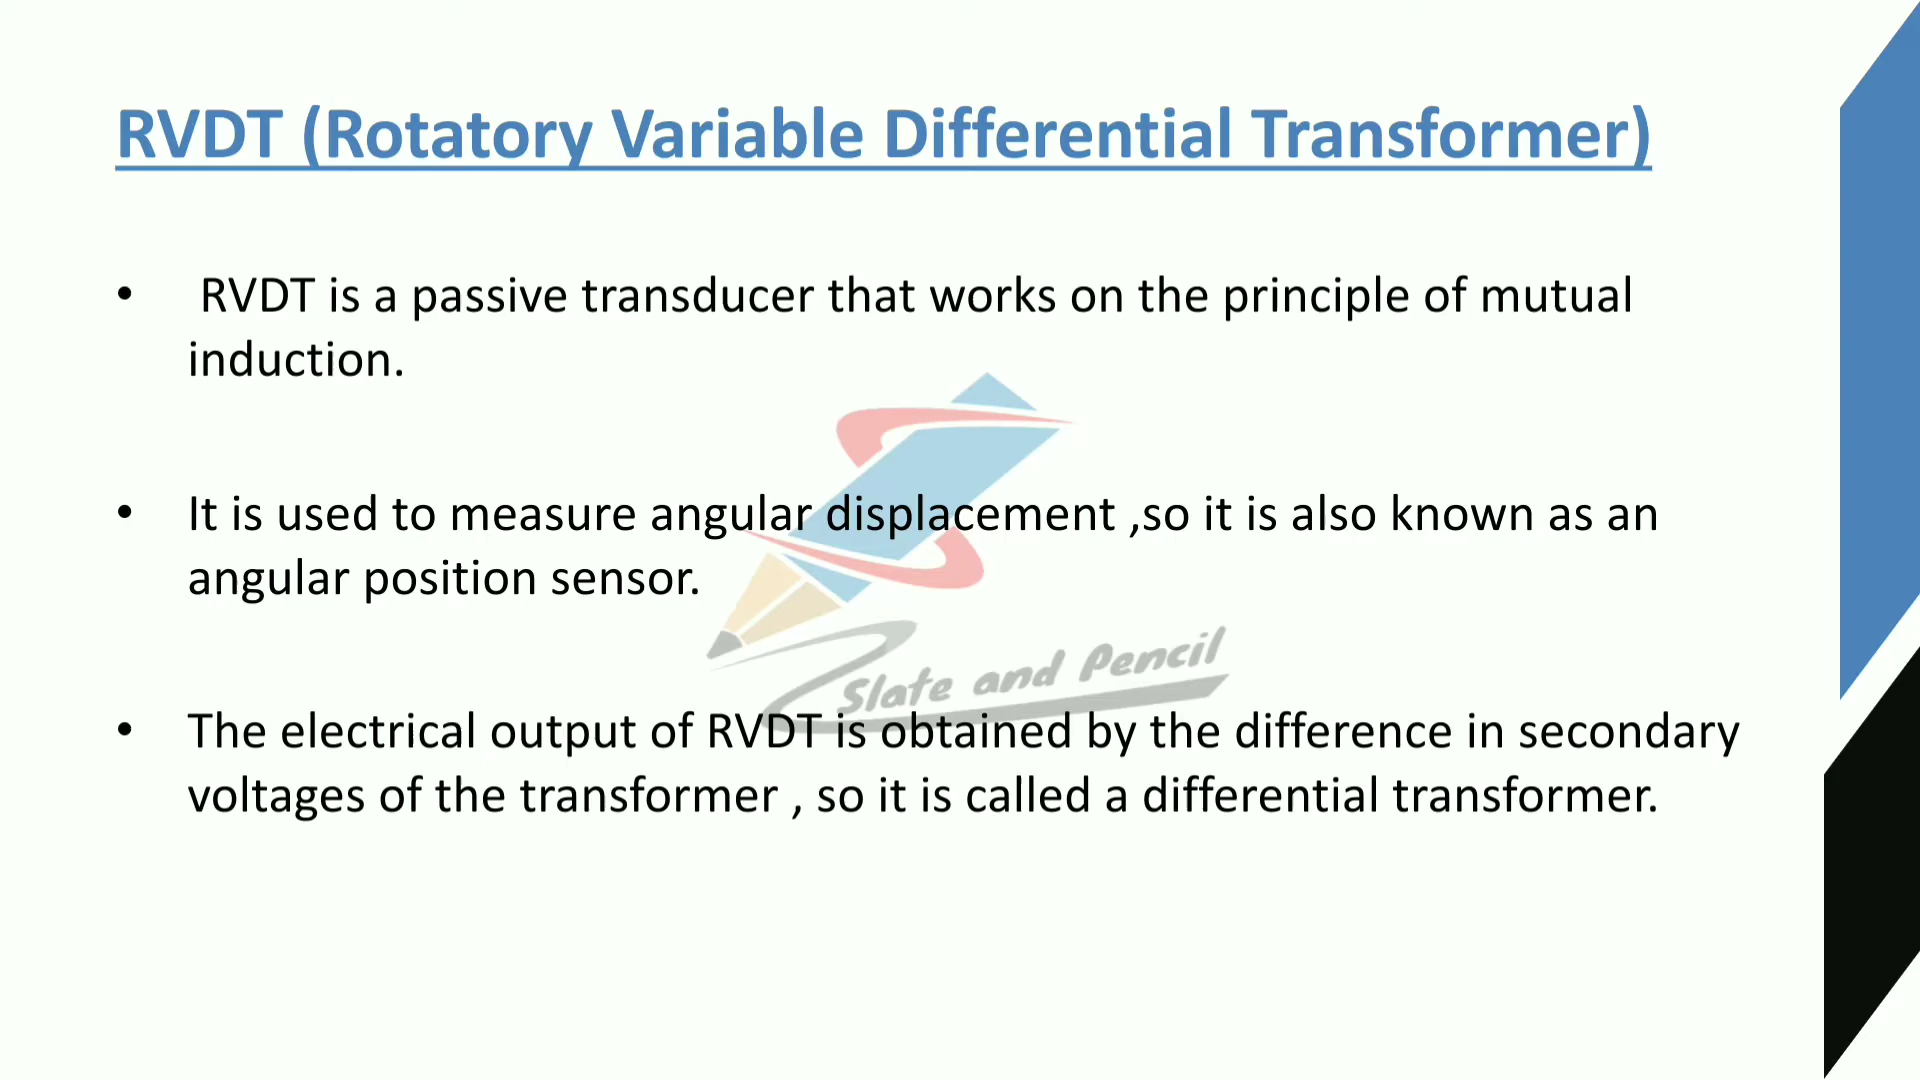 RVDT (Rotatory Variable Differential Transformer)
• RVDT is a passive transducer that works on the principle of mutual
induction.
• It is used to measure angular displacement ,so it is also known as an
angular position sensor.
Slate and Pencil
• The electrical output of RVDT is obtained by the difference in secondary
voltages of the transformer , so it is called a differential transformer.